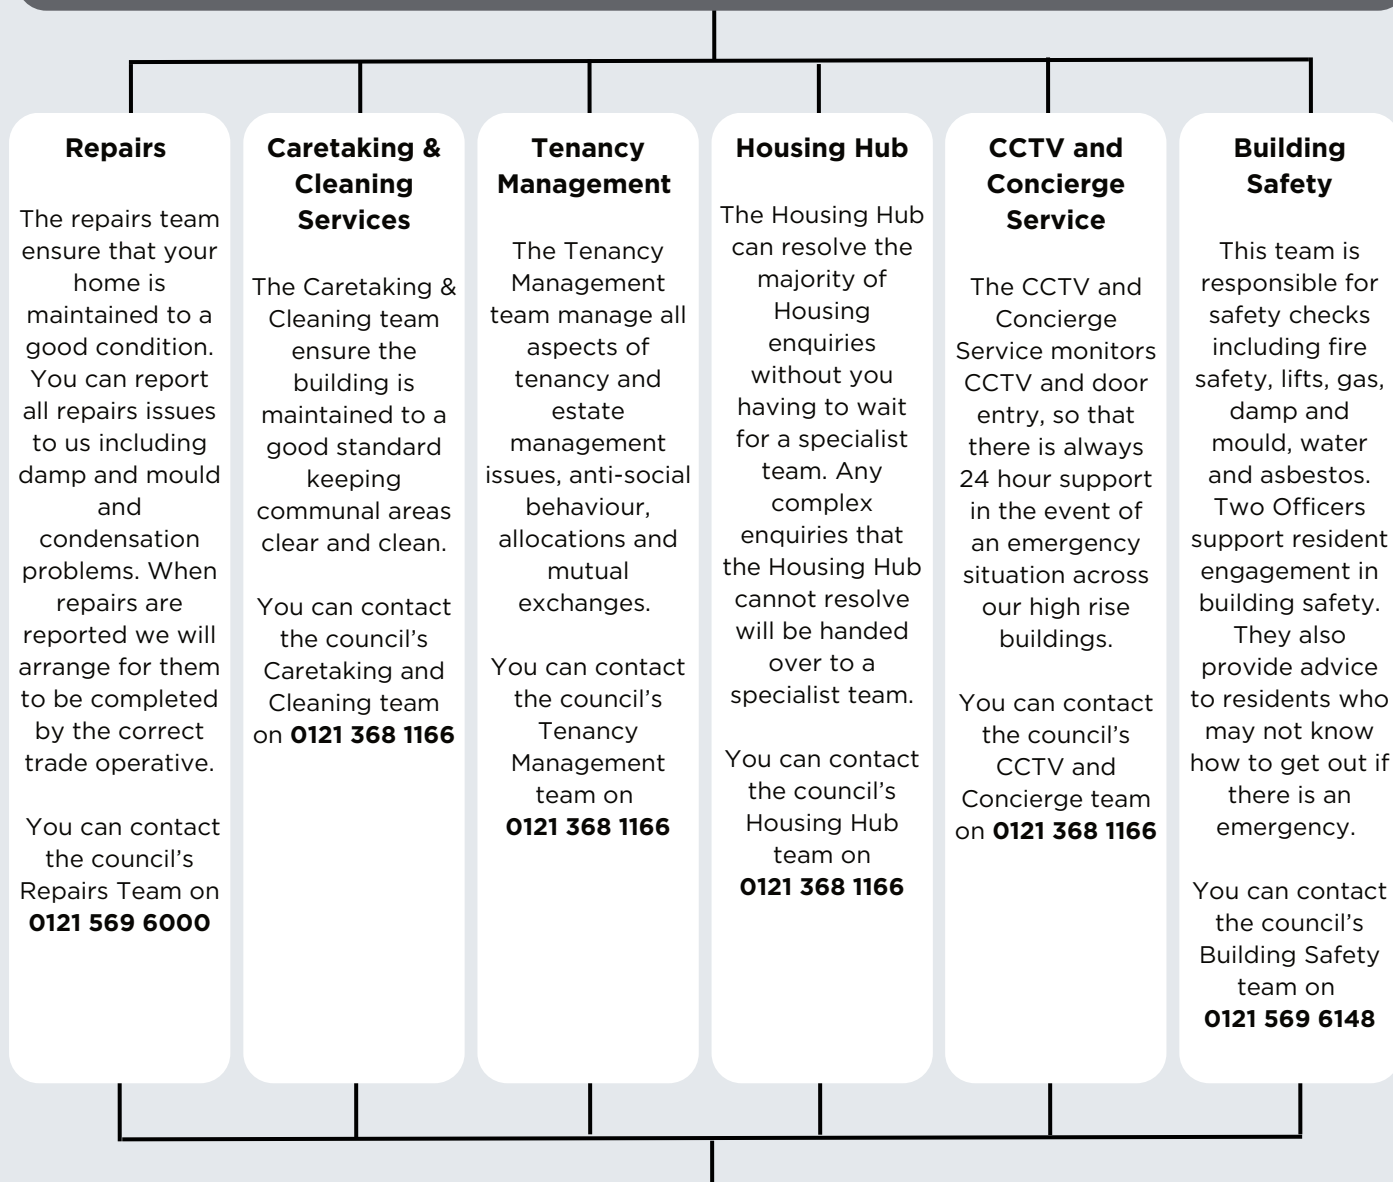 Repairs
The repairs team
ensure that your
home is
maintained to a
good condition.
You can report
all repairs issues
to us including
damp and mould
and
condensation
problems. When
repairs are
reported we will
arrange for them
to be completed
by the correct
trade operative.
You can contact
the council's
Repairs Team on
0121 569 6000
Caretaking &
Cleaning
Services
The Caretaking &
Cleaning team
ensure the
building is
maintained to a
good standard
keeping
communal areas
clear and clean.
You can contact
the council's
Caretaking and
Cleaning team
on 0121 368 1166
Tenancy
Management
The Tenancy
Management
team manage all
aspects of
tenancy and
estate
management
issues, anti-social
behaviour,
allocations and
mutual
exchanges.
You can contact
the council's
Tenancy
Management
team on
0121 368 1166
Housing Hub
The Housing Hub
can resolve the
majority of
Housing
enquiries
without you
having to wait
for a specialist
team. Any
complex
enquiries that
the Housing Hub
cannot resolve
will be handed
over to a
specialist team.
You can contact
the council's
Housing Hub
team on
0121 368 1166
CCTV and
Concierge
Service
The CCTV and
Concierge
Service monitors
CCTV and door
entry, so that
there is always
24 hour support
in the event of
an emergency
situation across
our high rise
buildings.
You can contact
the council's
CCTV and
Concierge team
on 0121 368 1166
Building
Safety
This team is
responsible for
safety checks
including fire
safety, lifts, gas,
damp and
mould, water
and asbestos.
Two Officers
support resident
engagement in
building safety.
They also
provide advice
to residents who
may not know
how to get out if
there is an
emergency.
You can contact
the council's
Building Safety
team on
0121 569 6148